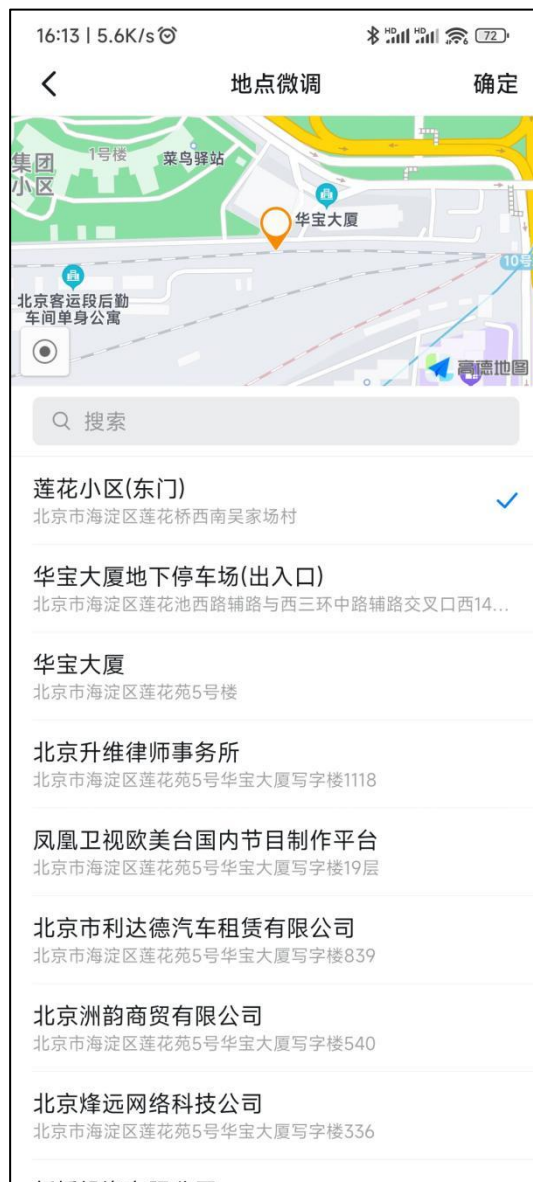 16:13 | 5.6K/s
HD HD 72
地点微调
确定
集团
小区
1号楼
菜鸟驿站
华宝大厦
10号
北京客运段后勤
车间单身公寓
高德地图
搜索
莲花小区(东门)
北京市海淀区莲花桥西南吴家场村
华宝大厦地下停车场(出入口)
北京市海淀区莲花池西路辅路与西三环中路辅路交叉口西14...
华宝大厦
北京市海淀区莲花苑5号楼
北京升维律师事务所
北京市海淀区莲花苑5号华宝大厦写字楼1118
凤凰卫视欧美台国内节目制作平台
北京市海淀区莲花苑5号华宝大厦写字楼19层
北京市利达德汽车租赁有限公司
北京市海淀区莲花苑5号华宝大厦写字楼839
北京洲韵商贸有限公司
北京市海淀区莲花苑5号华宝大厦写字楼540
北京烽远网络科技公司
北京市海淀区莲花苑5号华宝大厦写字楼336